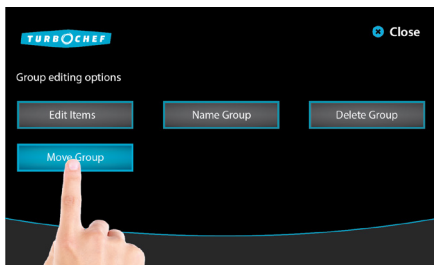 TURBOCHEF
Close
Group editing options
Edit Items
Name Group
Delete Group
Move Group